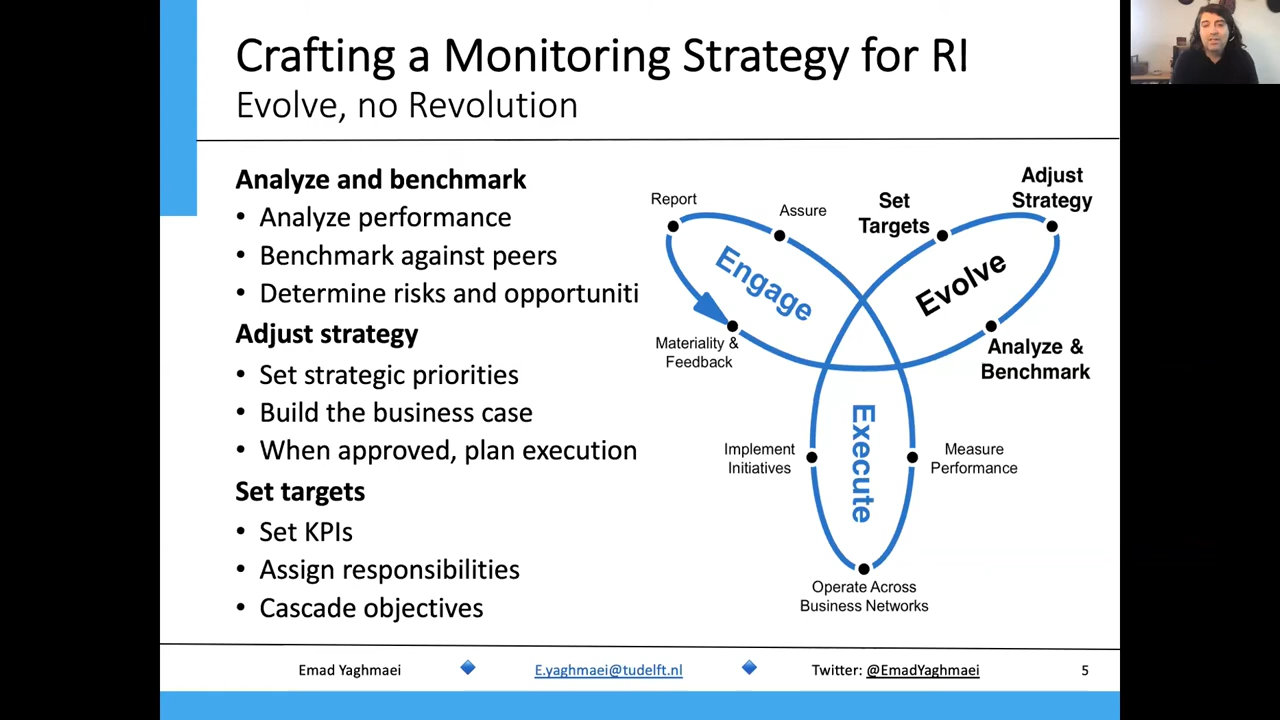 Crafting a Monitoring Strategy for RI
Evolve, no Revolution
Analyze and benchmark
• Analyze performance
• Benchmark against peers
• Determine risks and opportuniti
Adjust strategy
• Set strategic priorities
• Build the business case
• When approved, plan execution
Set targets
• Set KPIs
• Assign responsibilities
• Cascade objectives
Report
Assure
Set
Targets
Adjust
Strategy
Engage
Evolve
Materiality &
Feedback
Analyze &
Benchmark
Execute
Implement
Initiatives
Measure
Performance
Operate Across
Business Networks
Emad Yaghmaei
E.yaghmaei@tudelft.nl
Twitter: @EmadYaghmaei
5